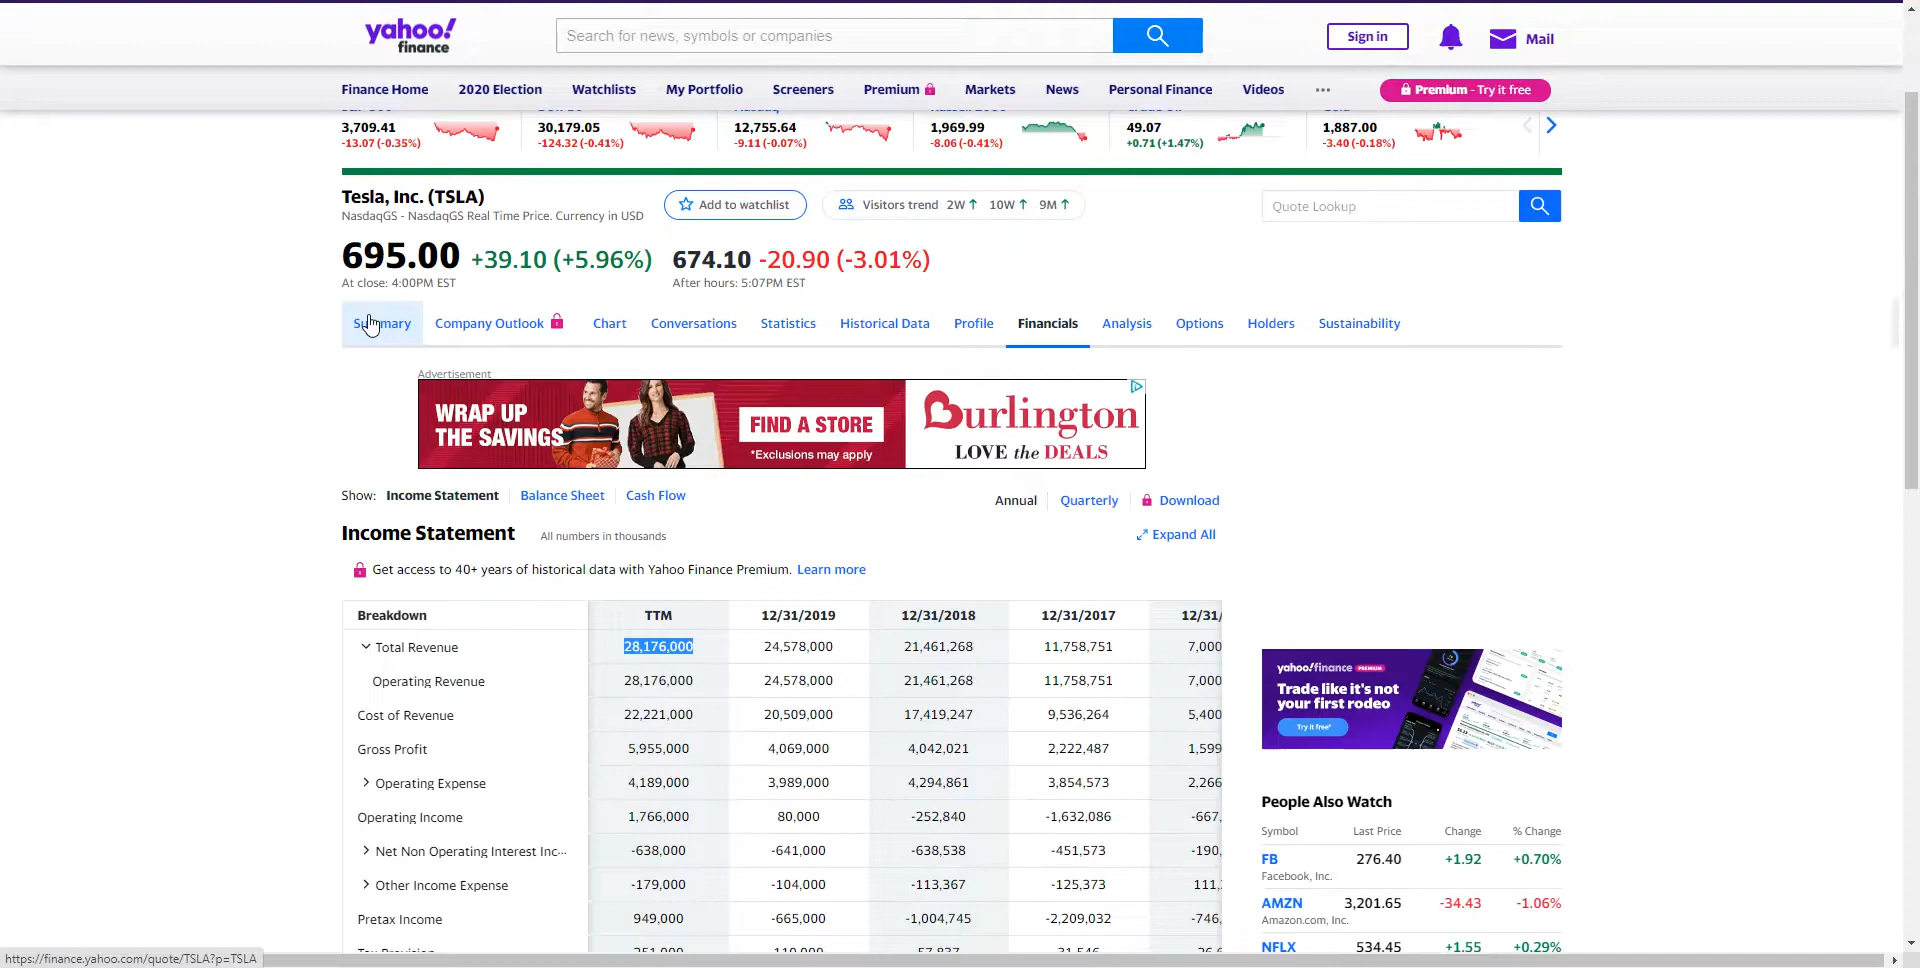 yahoo!
finance
Search for news, symbols or companies
Sign in
Mail
Finance Home 2020 Election Watchlists My Portfolio Screeners Premium Markets News Personal Finance Videos ··· Premium - Try it free
3,709.41 30,179.05 12,755.64 1,969.99 49.07 1,887.00
-13.07 (-0.35%) -124.32 (-0.41%) -9.11 (-0.07%) -8.06 (-0.41%) +0.71 (+1.47%) -3.40 (-0.18%)
Tesla, Inc. (TSLA)
NasdaqGS - NasdaqGS Real Time Price. Currency in USD
Add to watchlist
Visitors trend 2W 10W 9M
Quote Lookup
695.00 +39.10 (+5.96%) 674.10 -20.90 (-3.01%)
At close: 4:00PM EST After hours: 5:07PM EST
Summary Company Outlook Chart Conversations Statistics Historical Data Profile Financials Analysis Options Holders Sustainability
Advertisement
WRAP UP
THE SAVINGS
FIND A STORE
*Exclusions may apply
Burlington
LOVE the DEALS
Show: Income Statement Balance Sheet Cash Flow
Annual Quarterly Download
Income Statement All numbers in thousands
Expand All
Get access to 40+ years of historical data with Yahoo Finance Premium. Learn more
Breakdown TTM 12/31/2019 12/31/2018 12/31/2017 12/31/
Total Revenue 28,176,000 24,578,000 21,461,268 11,758,751 7,000
Operating Revenue 28,176,000 24,578,000 21,461,268 11,758,751 7,000
Cost of Revenue 22,221,000 20,509,000 17,419,247 9,536,264 5,400
Gross Profit 5,955,000 4,069,000 4,042,021 2,222,487 1,599
Operating Expense 4,189,000 3,989,000 4,294,861 3,854,573 2,266
Operating Income 1,766,000 80,000 -252,840 -1,632,086 -667,
Net Non Operating Interest Inc... -638,000 -641,000 -638,538 -451,573 -190,
Other Income Expense -179,000 -104,000 -113,367 -125,373 111,
Pretax Income 949,000 -665,000 -1,004,745 -2,209,032 -746,
yahoo!finance PREMIUM
Trade like it's not
your first rodeo
Try it free*
People Also Watch
Symbol Last Price Change % Change
FB 276.40 +1.92 +0.70%
Facebook, Inc.
AMZN 3,201.65 -34.43 -1.06%
Amazon.com, Inc.
NFLX 534.45 +1.55 +0.29%
https://finance.yahoo.com/quote/TSLA?p=TSLA